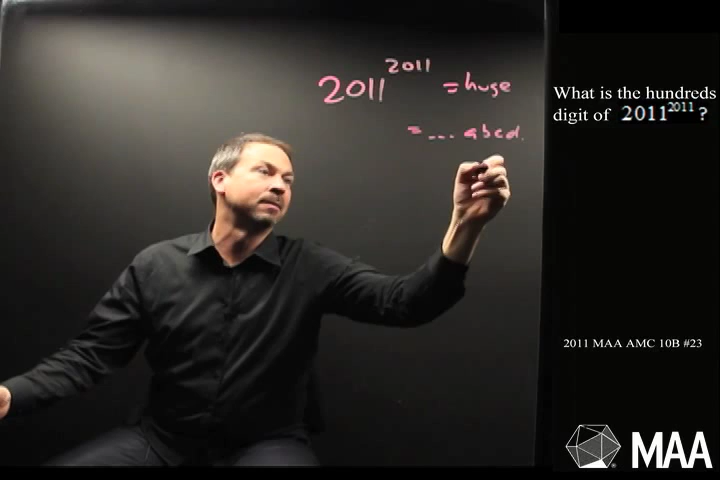 2011^2011 = huge
= ... abcd.
What is the hundreds
digit of 2011^2011?
2011 MAA AMC 10B #23
MAA